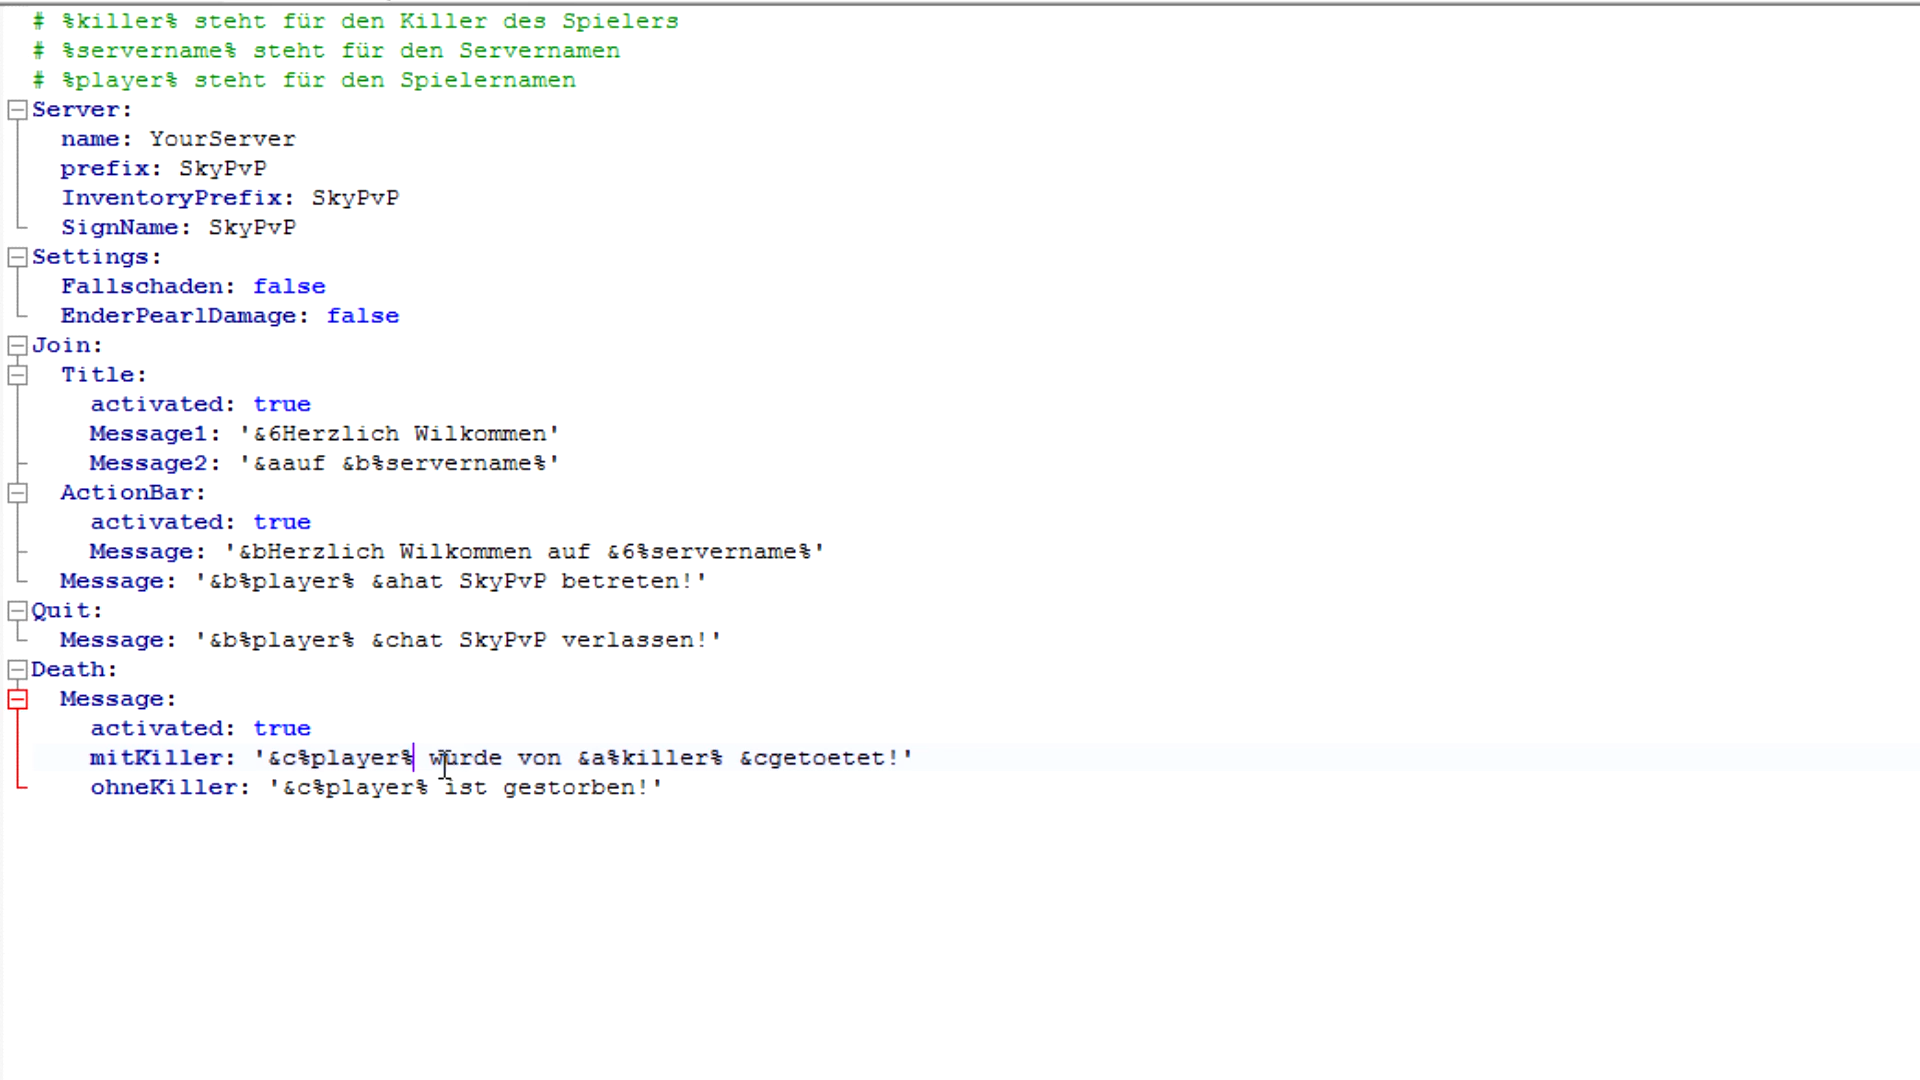 # %killer% steht für den Killer des Spielers
# %servername% steht für den Servernamen
# %player% steht für den Spielernamen
Server:
  name: YourServer
  prefix: SkyPvP
  InventoryPrefix: SkyPvP
  SignName: SkyPvP
Settings:
  Fallschaden: false
  EnderPearlDamage: false
Join:
  Title:
    activated: true
    Message1: '&6Herzlich Wilkommen'
    Message2: '&aauf &b%servername%'
  ActionBar:
    activated: true
    Message: '&bHerzlich Wilkommen auf &6%servername%'
  Message: '&b%player% &ahat SkyPvP betreten!'
Quit:
  Message: '&b%player% &chat SkyPvP verlassen!'
Death:
  Message:
    activated: true
    mitKiller: '&c%player% wurde von &a%killer% &cgetoetet!'
    ohneKiller: '&c%player% ist gestorben!'